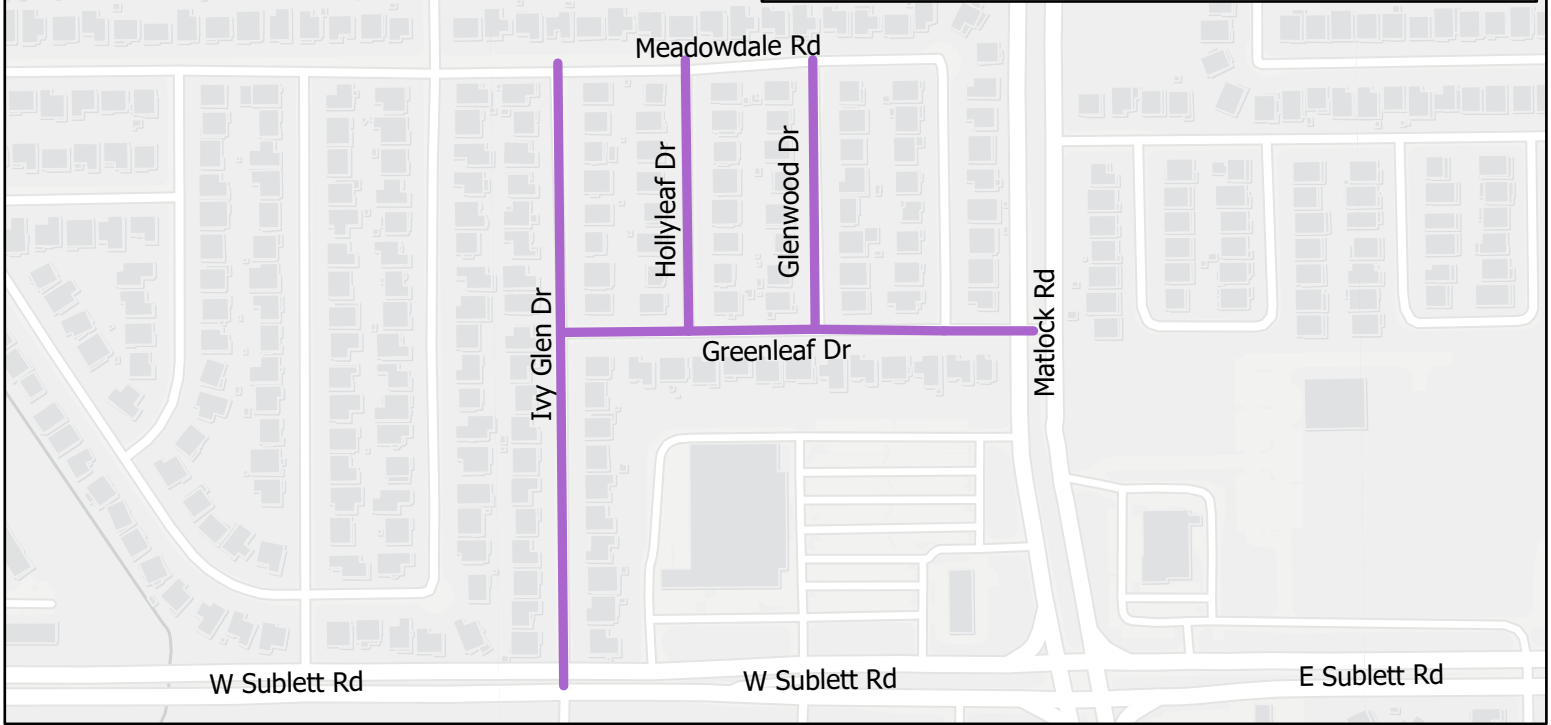 Meadowdale Rd
Hollyleaf Dr
Glenwood Dr
Ivy Glen Dr
Greenleaf Dr
Matlock Rd
W Sublett Rd
W Sublett Rd
E Sublett Rd